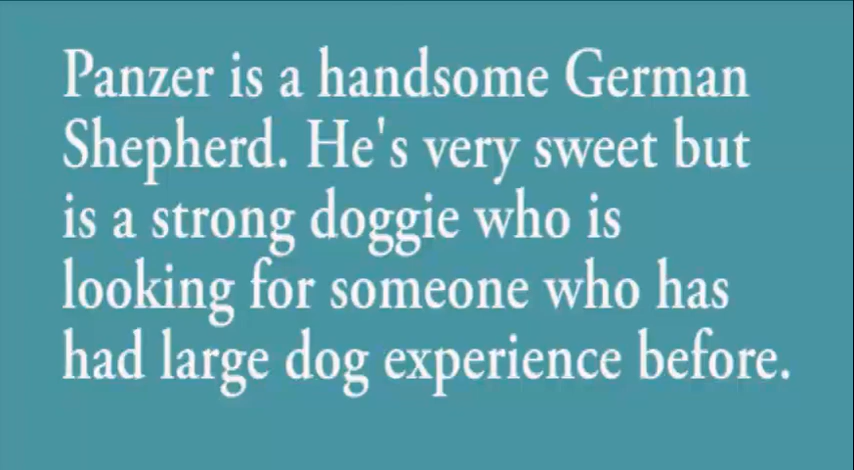 Panzer is a handsome German
Shepherd. He's very sweet but
is a strong doggie who is
looking for someone who has
had large dog experience before.